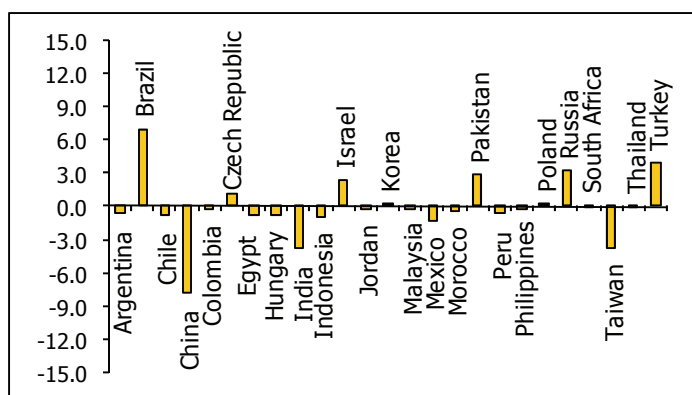 15.0
12.0
9.0
6.0
3.0
0.0
-3.0
-6.0
-9.0
-12.0
-15.0
Argentina
Brazil
Chile
China
Colombia
Czech Republic
Egypt
Hungary
India
Indonesia
Israel
Jordan
Korea
Malaysia
Mexico
Morocco
Pakistan
Peru
Philippines
Poland
Russia
South Africa
Taiwan
Thailand
Turkey